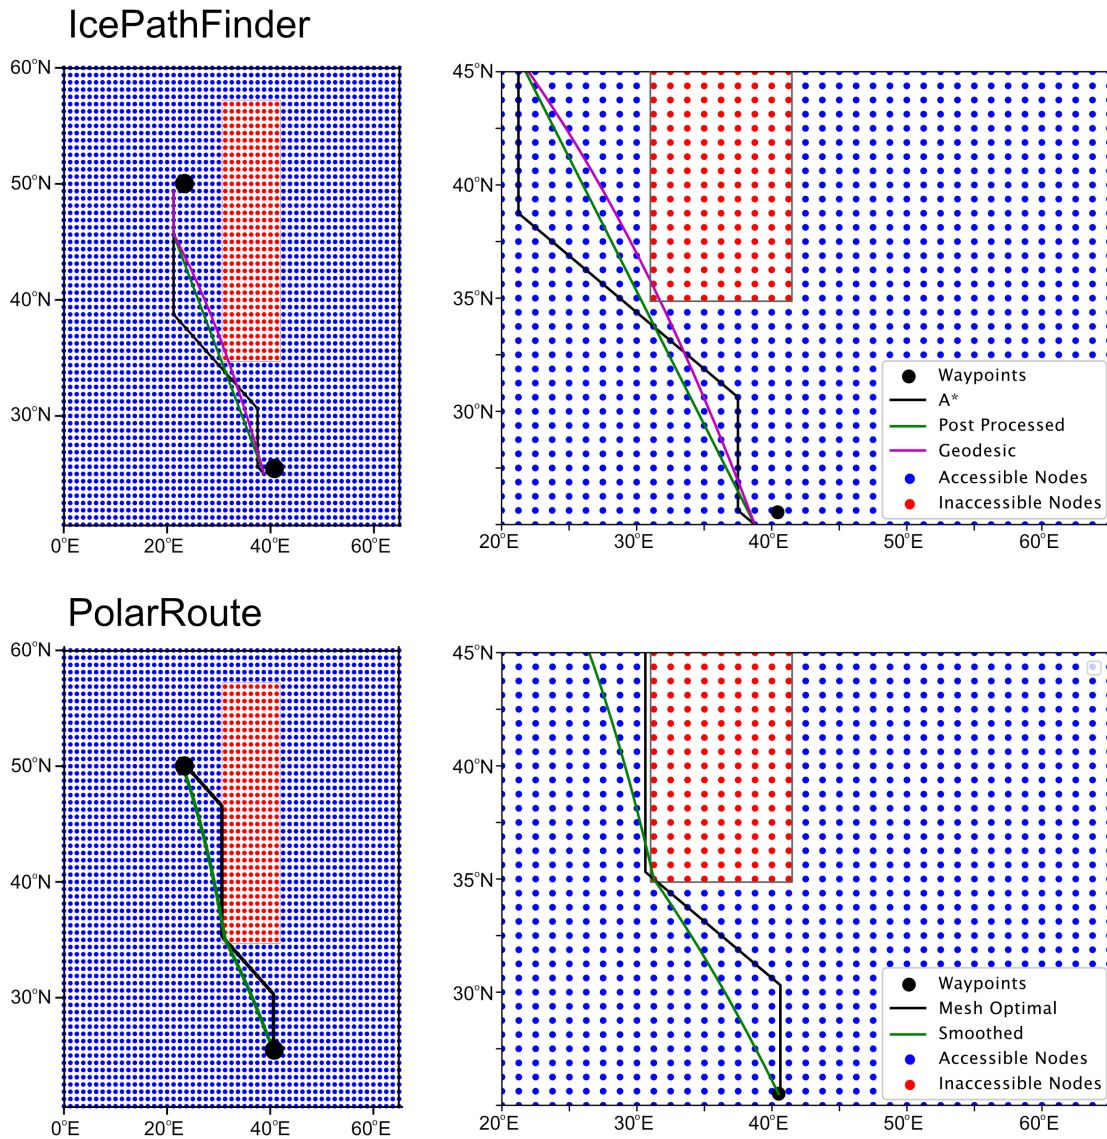 IcePathFinder
60°N
50°N
40°N
30°N
0°E
20°E
40°E
60°E
45°N
40°N
35°N
30°N
20°E
30°E
40°E
50°E
60°E
Waypoints
A*
Post Processed
Geodesic
Accessible Nodes
Inaccessible Nodes
PolarRoute
60°N
50°N
40°N
30°N
0°E
20°E
40°E
60°E
45°N
40°N
35°N
30°N
20°E
30°E
40°E
50°E
60°E
Waypoints
Mesh Optimal
Smoothed
Accessible Nodes
Inaccessible Nodes